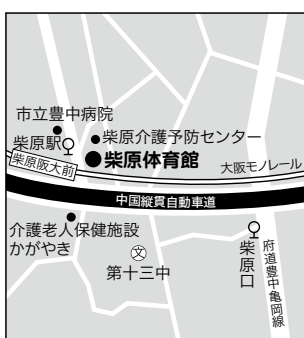 市立豊中病院
柴原駅
柴原介護予防センター
柴原阪大前
柴原体育館
大阪モノレール
中国縦貫自動車道
介護老人保健施設
かがやき
文
第十三中
柴原口
府道豊中亀岡線